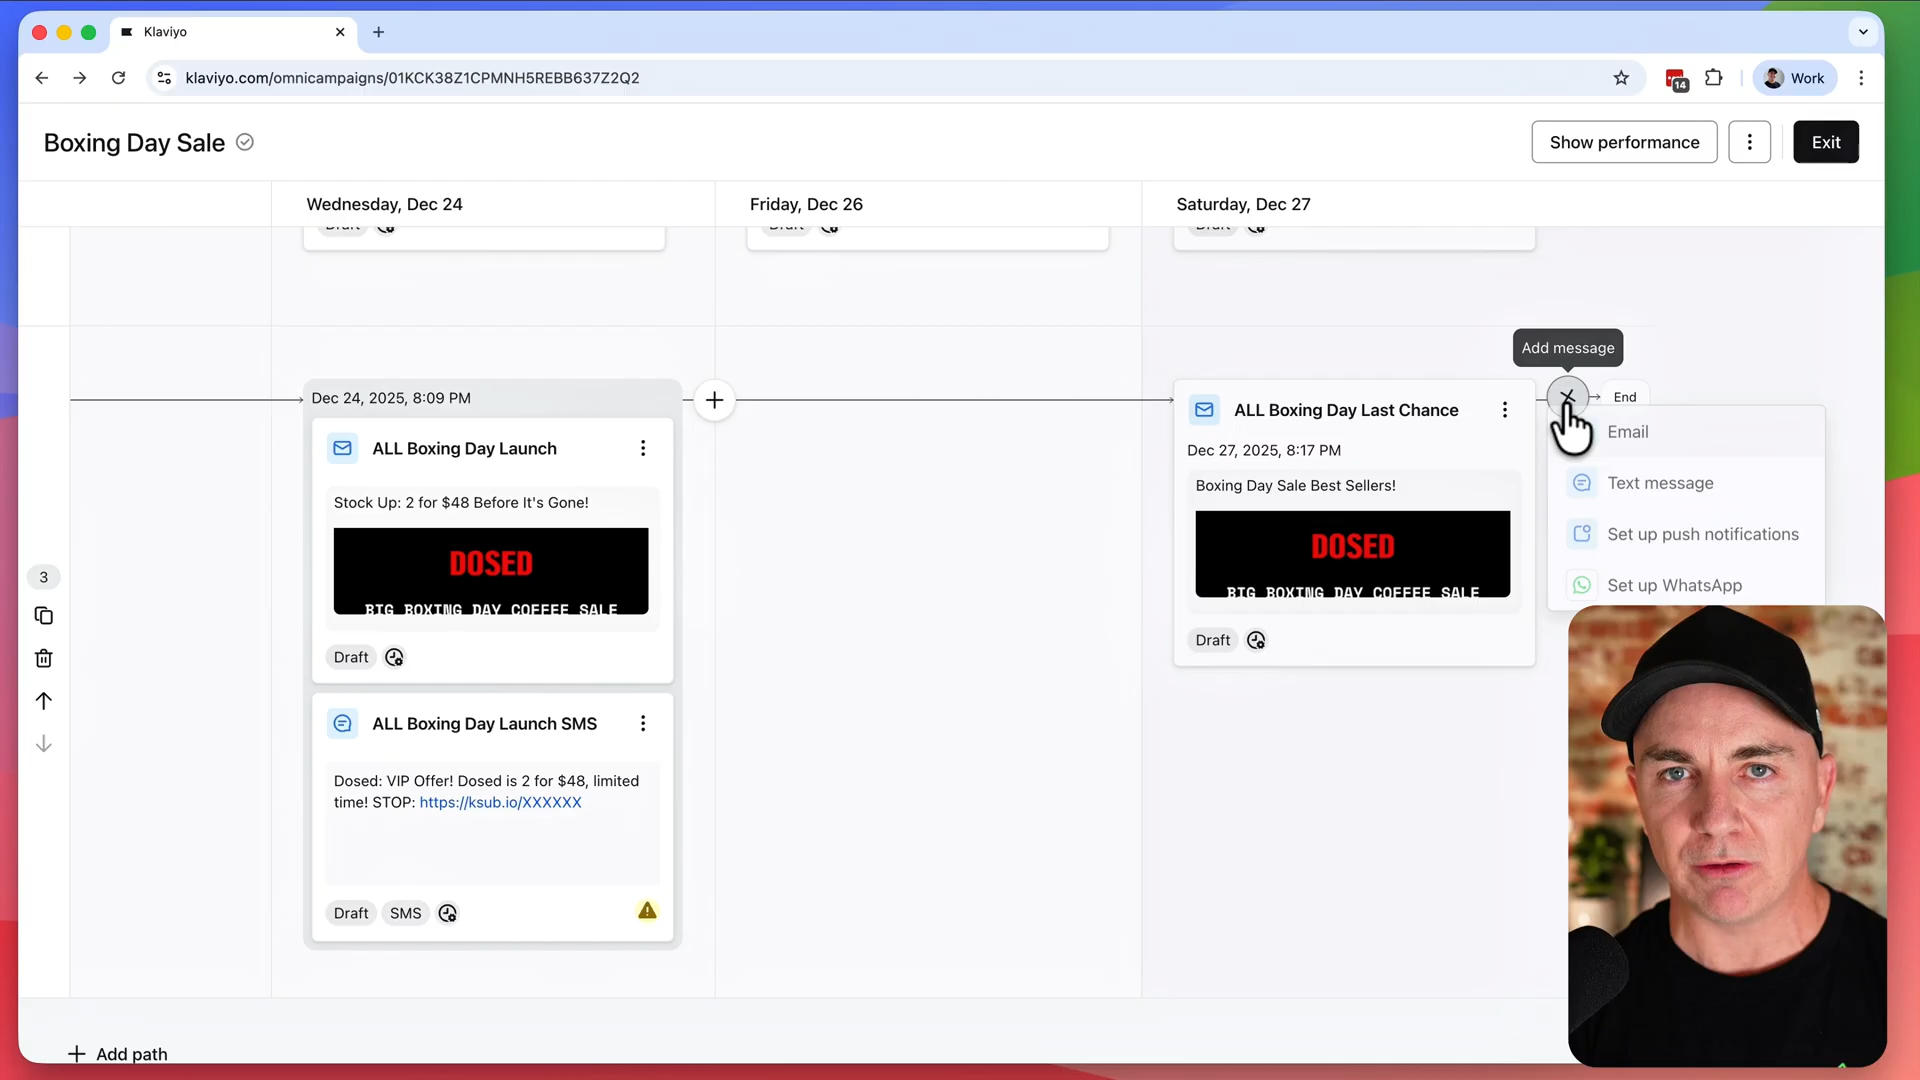 Klaviyo
klaviyo.com/omnicampaigns/01KCK38Z1CPMNH5REBB637Z2Q2
14
Work
Boxing Day Sale
Show performance
Exit
Wednesday, Dec 24
Friday, Dec 26
Saturday, Dec 27
Draft
Draft
Draft
Add message
Dec 24, 2025, 8:09 PM
End
ALL Boxing Day Launch
Stock Up: 2 for $48 Before It's Gone!
DOSED
BIG BOXING DAY COFFEE SALE
Draft
ALL Boxing Day Launch SMS
Dosed: VIP Offer! Dosed is 2 for $48, limited
time! STOP: https://ksub.io/XXXXXX
Draft
SMS
ALL Boxing Day Last Chance
Dec 27, 2025, 8:17 PM
Boxing Day Sale Best Sellers!
DOSED
BIG BOXING DAY COFFEE SALE
Draft
Email
Text message
Set up push notifications
Set up WhatsApp
3
Add path